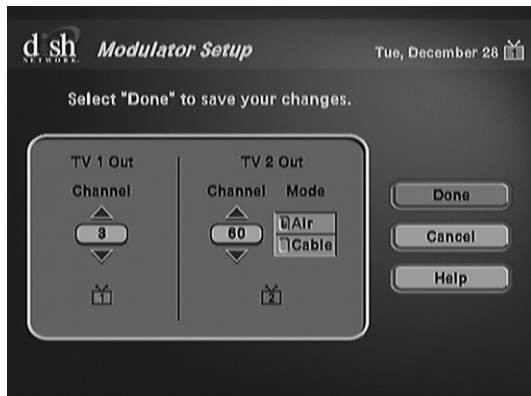 dish
NETWORK.
Modulator Setup
Tue, December 28
1
Select "Done" to save your changes.
TV 1 Out
TV 2 Out
Channel
Channel Mode
3
60
Air
Cable
1
2
Done
Cancel
Help